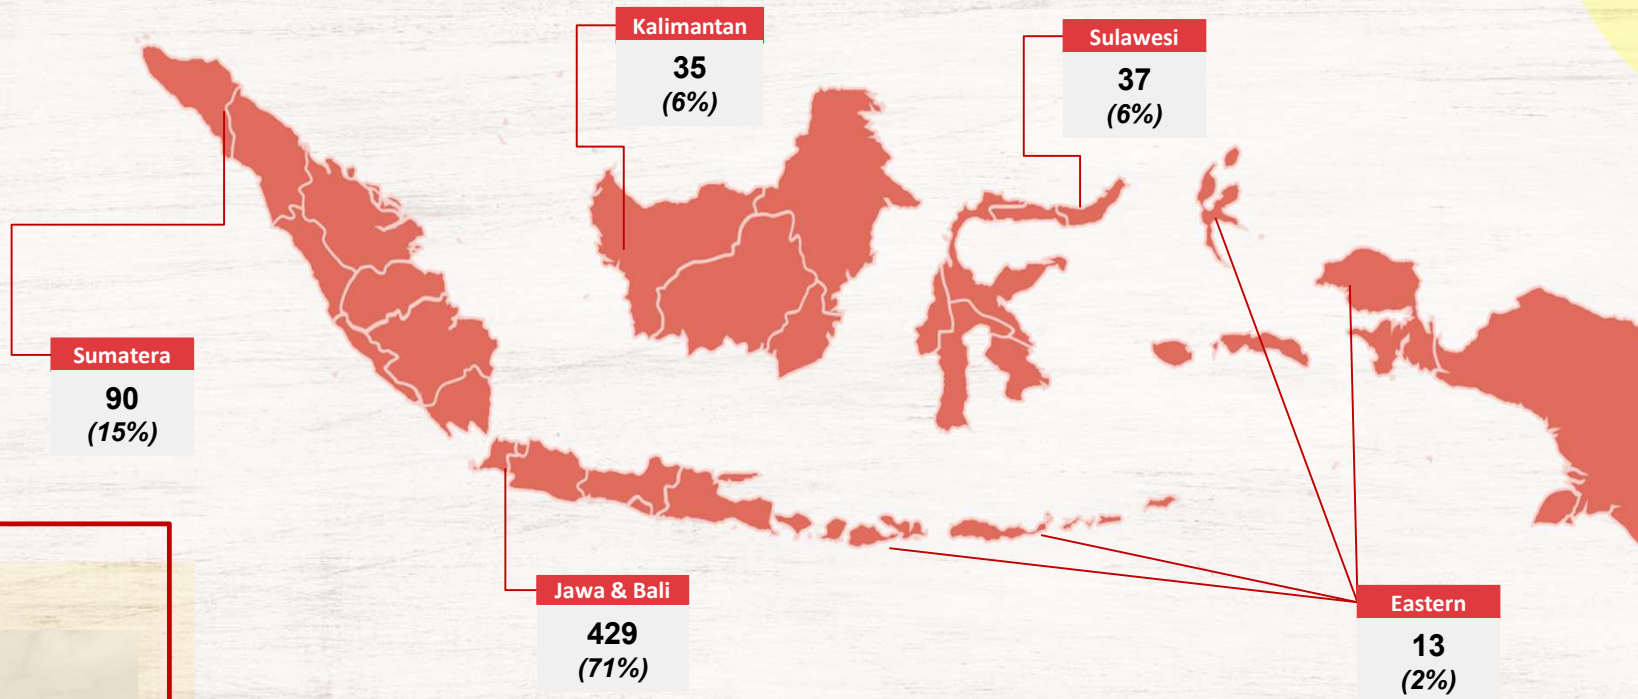 Kalimantan
35
(6%)
Sulawesi
37
(6%)
Sumatera
90
(15%)
Jawa & Bali
429
(71%)
Eastern
13
(2%)